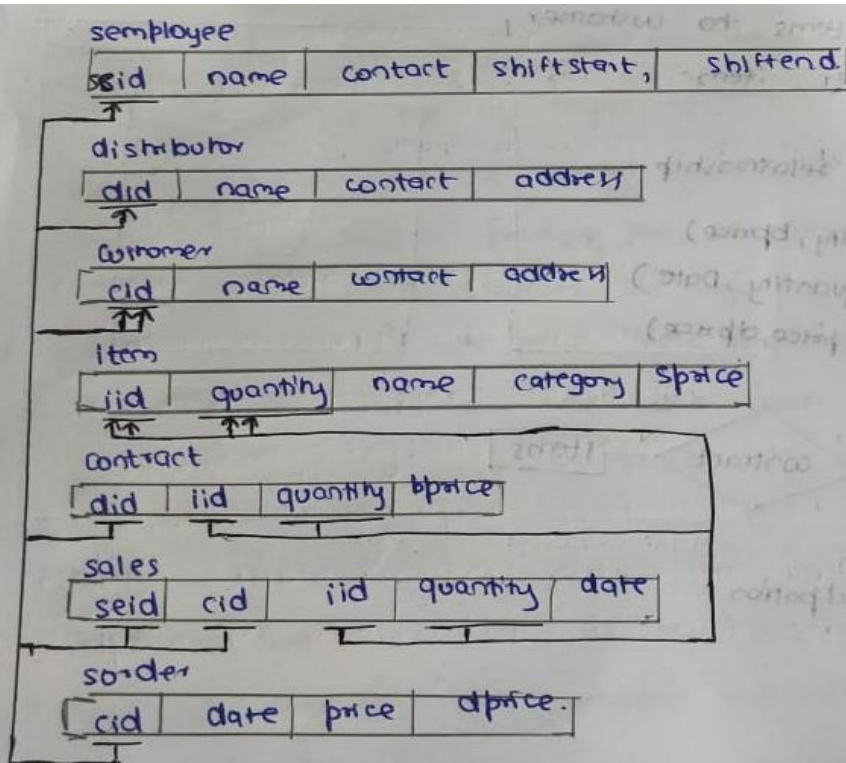 semployee
seid name contact shiftstart, shiftend.
distributor
did name contact address
customer
cid name contact address
item
iid quantity name category sprice
contract
did iid quantity bprice
sales
seid cid iid quantity date
sorder
cid date price dprice.